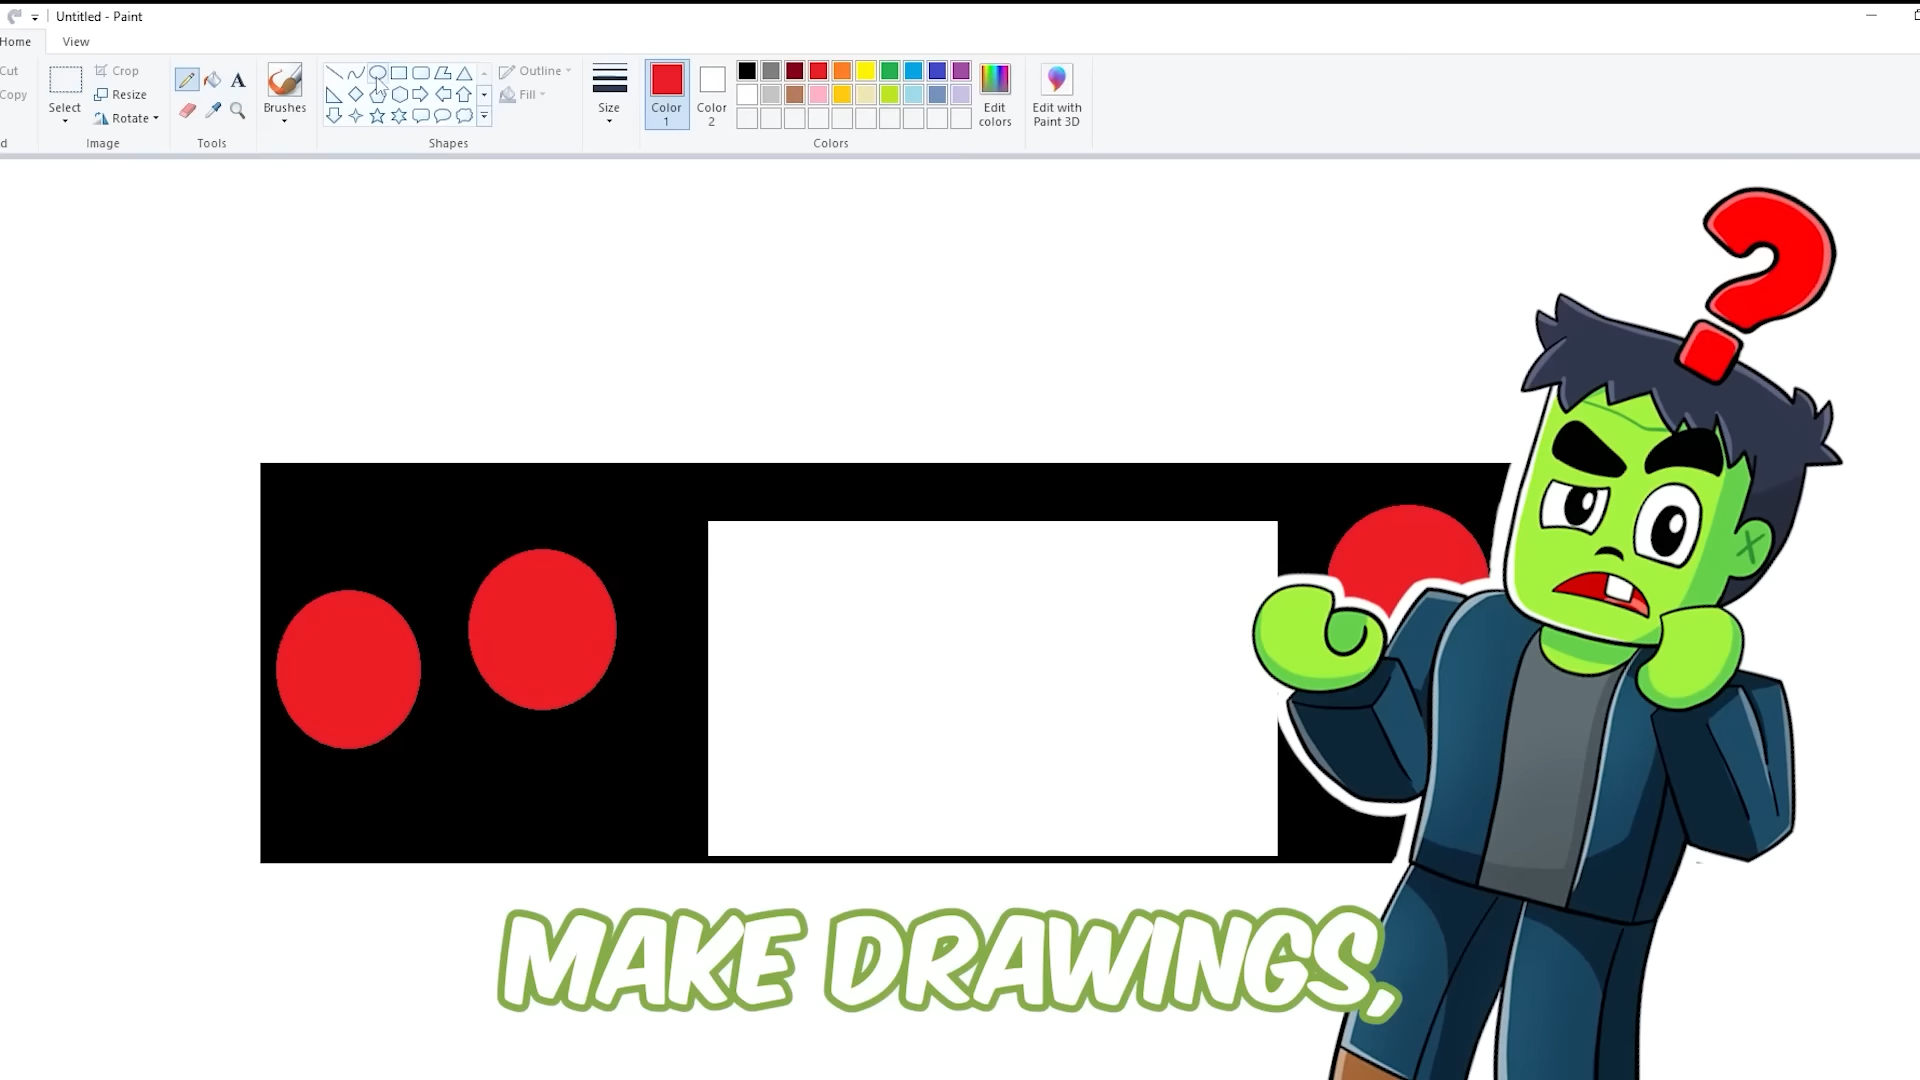 Untitled - Paint
Home View
Cut
Copy
Select
Crop
Resize
Rotate
Image
A
Tools
Brushes
Shapes
Outline
Fill
Size
Color 1
Color 2
Edit colors
Colors
Edit with Paint 3D
d
?
MAKE DRAWINGS,